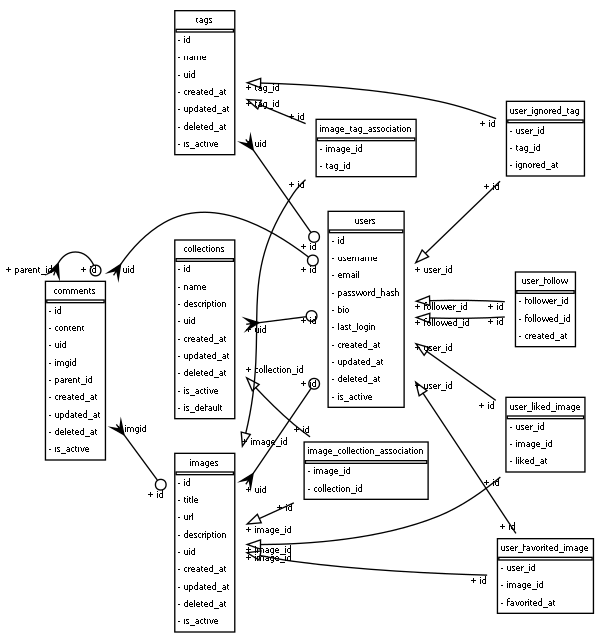 tags
- id
- name
- uid
- created_at
- updated_at
- deleted_at
- is_active
+ tag_id
+ tag_id
+ id
uid
image_tag_association
- image_id
- tag_id
+ id
user_ignored_tag
- user_id
- tag_id
- ignored_at
+ id
+ id
+ user_id
users
- id
- username
- email
- password_hash
- bio
- last_login
- created_at
- updated_at
- deleted_at
- is_active
+ id
+ id
+ id
+ id
collections
- id
- name
- description
- uid
- created_at
- updated_at
- deleted_at
- is_active
- is_default
+ uid
+ collection_id
+ parent_id
+ id
uid
comments
- id
- content
- uid
- imgid
- parent_id
- created_at
- updated_at
- deleted_at
- is_active
imgid
+ id
user_follow
- follower_id
- followed_id
- created_at
+ follower_id
+ id
+ followed_id
+ id
+ user_id
+ user_id
user_liked_image
- user_id
- image_id
- liked_at
+ id
+ id
image_collection_association
- image_id
- collection_id
+ id
+ id
images
- id
- title
- url
- description
- uid
- created_at
- updated_at
- deleted_at
- is_active
+ image_id
+ uid
+ image_id
+ image_id
+ image_id
user_favorited_image
- user_id
- image_id
- favorited_at
+ id
+ id